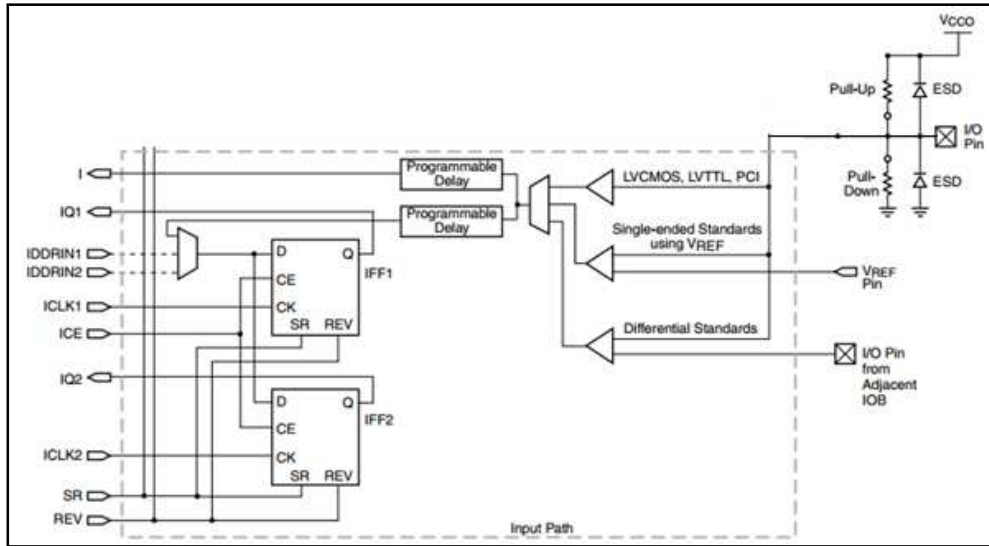 VCCO
Pull-Up
ESD
I/O
Pin
Pull-
Down
ESD
I
Programmable
Delay
LVCMOS, LVTTL, PCI
IQ1
Programmable
Delay
Single-ended Standards
using VREF
IDDRIN1
IDDRIN2
D
Q
IFF1
CE
VREF
Pin
ICLK1
CK
ICE
SR
REV
Differential Standards
I/O Pin
from
Adjacent
IOB
IQ2
D
Q
IFF2
CE
ICLK2
CK
SR
REV
SR
REV
Input Path